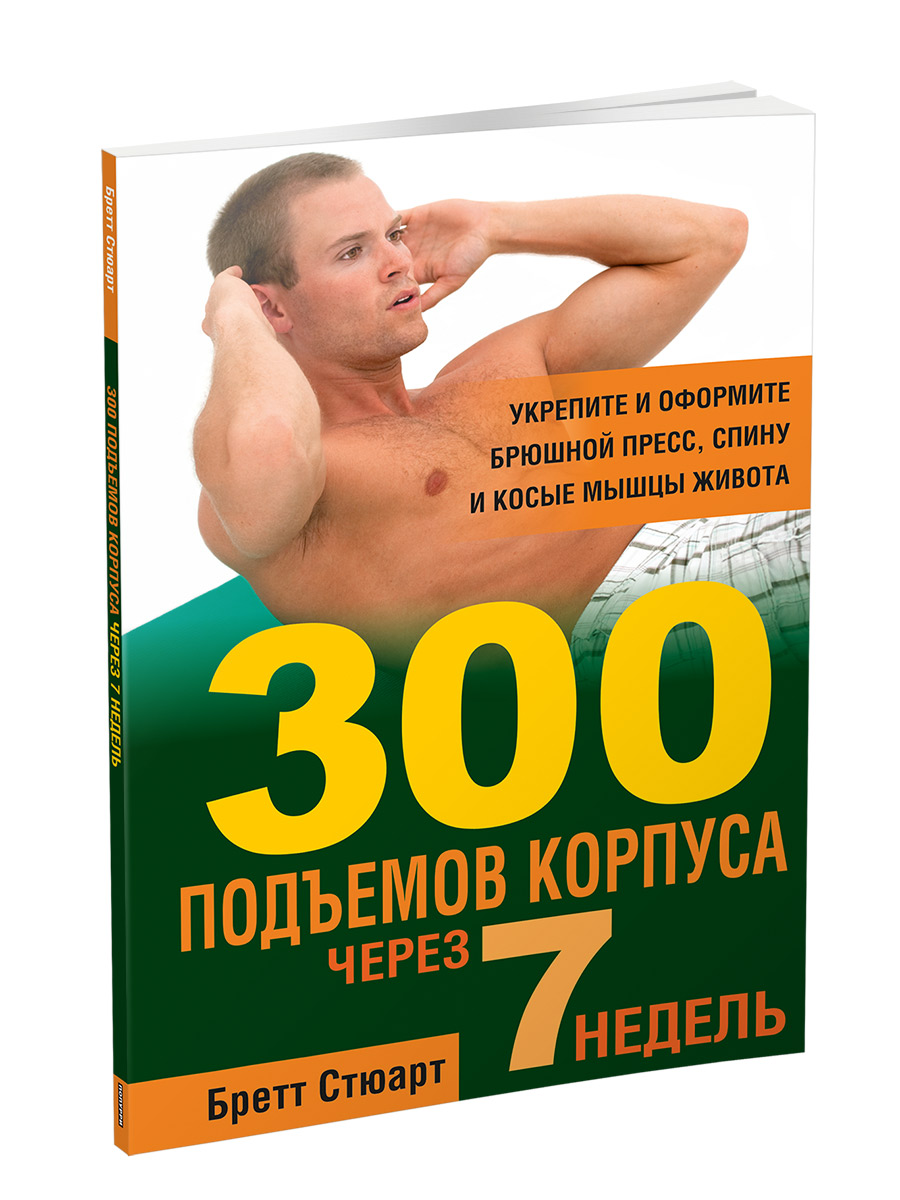 Бретт Стюарт
300 ПОДЪЕМОВ КОРПУСА ЧЕРЕЗ 7 НЕДЕЛЬ
ПОПУРРИ
УКРЕПИТЕ И ОФОРМИТЕ
БРЮШНОЙ ПРЕСС, СПИНУ
И КОСЫЕ МЫШЦЫ ЖИВОТА
300
ПОДЪЕМОВ КОРПУСА
ЧЕРЕЗ 7 НЕДЕЛЬ
Бретт Стюарт